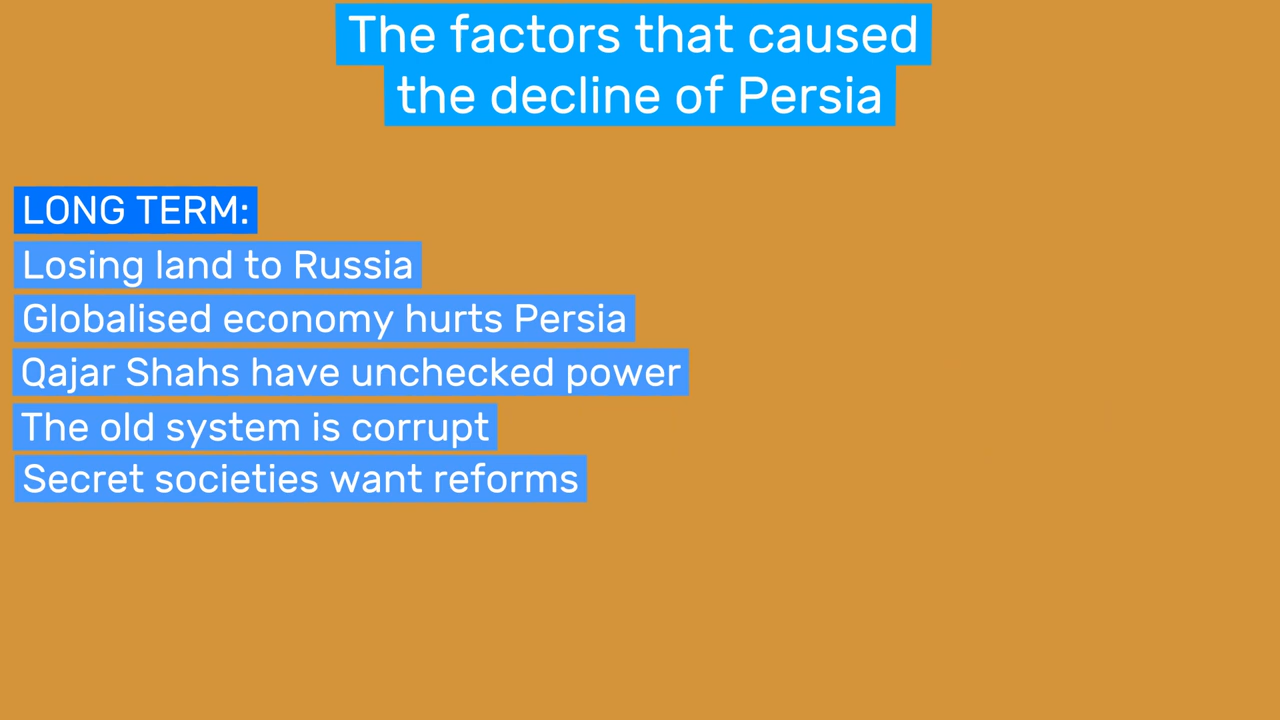 The factors that caused
the decline of Persia
LONG TERM:
Losing land to Russia
Globalised economy hurts Persia
Qajar Shahs have unchecked power
The old system is corrupt
Secret societies want reforms